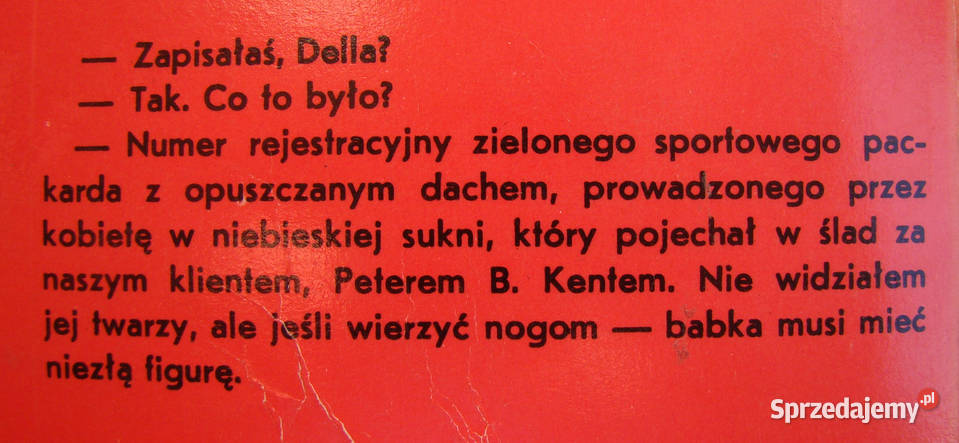 — Zapisałaś, Della?
— Tak. Co to było?
— Numer rejestracyjny zielonego sportowego pac-
karda z opuszczanym dachem, prowadzonego przez
kobietę w niebieskiej sukni, który pojechał w ślad za
naszym klientem, Peterem B. Kentem. Nie widziałem
jej twarzy, ale jeśli wierzyć nogom — babka musi mieć
niezłą figurę.
Sprzedajemy.pl